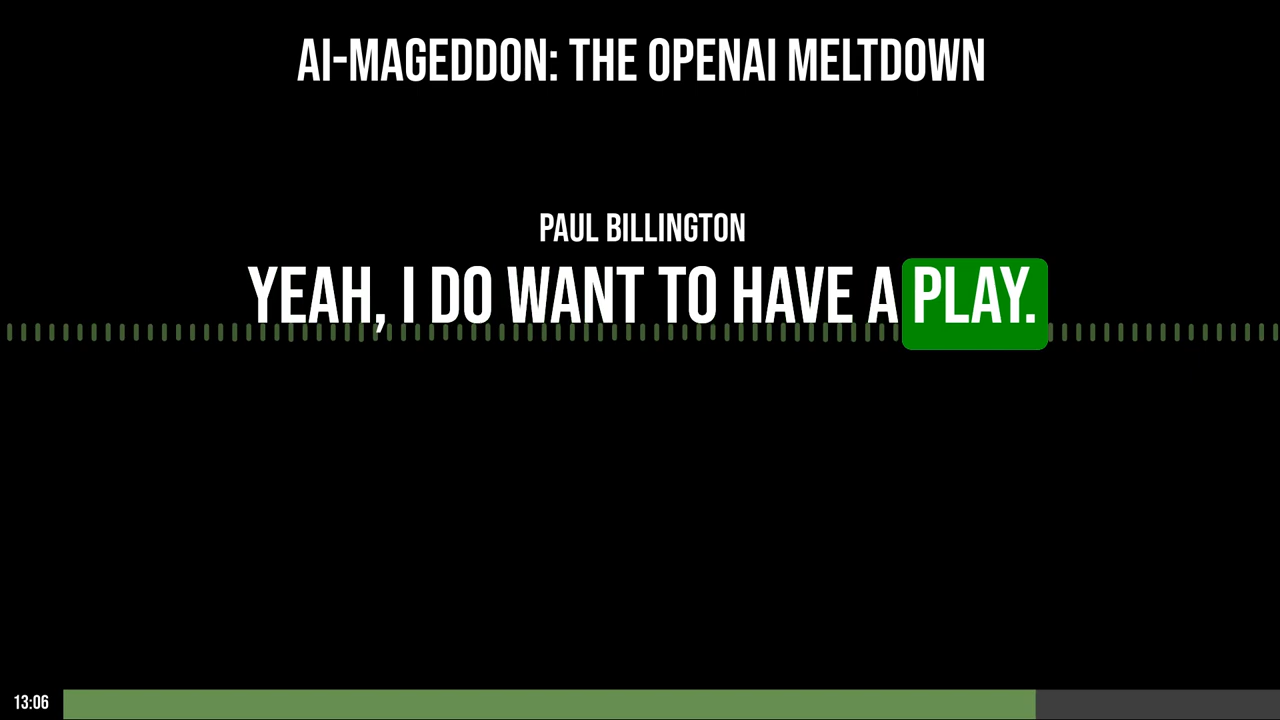 AI-MAGEDDON: THE OPENAI MELTDOWN
PAUL BILLINGTON
YEAH, I DO WANT TO HAVE A PLAY.
13:06